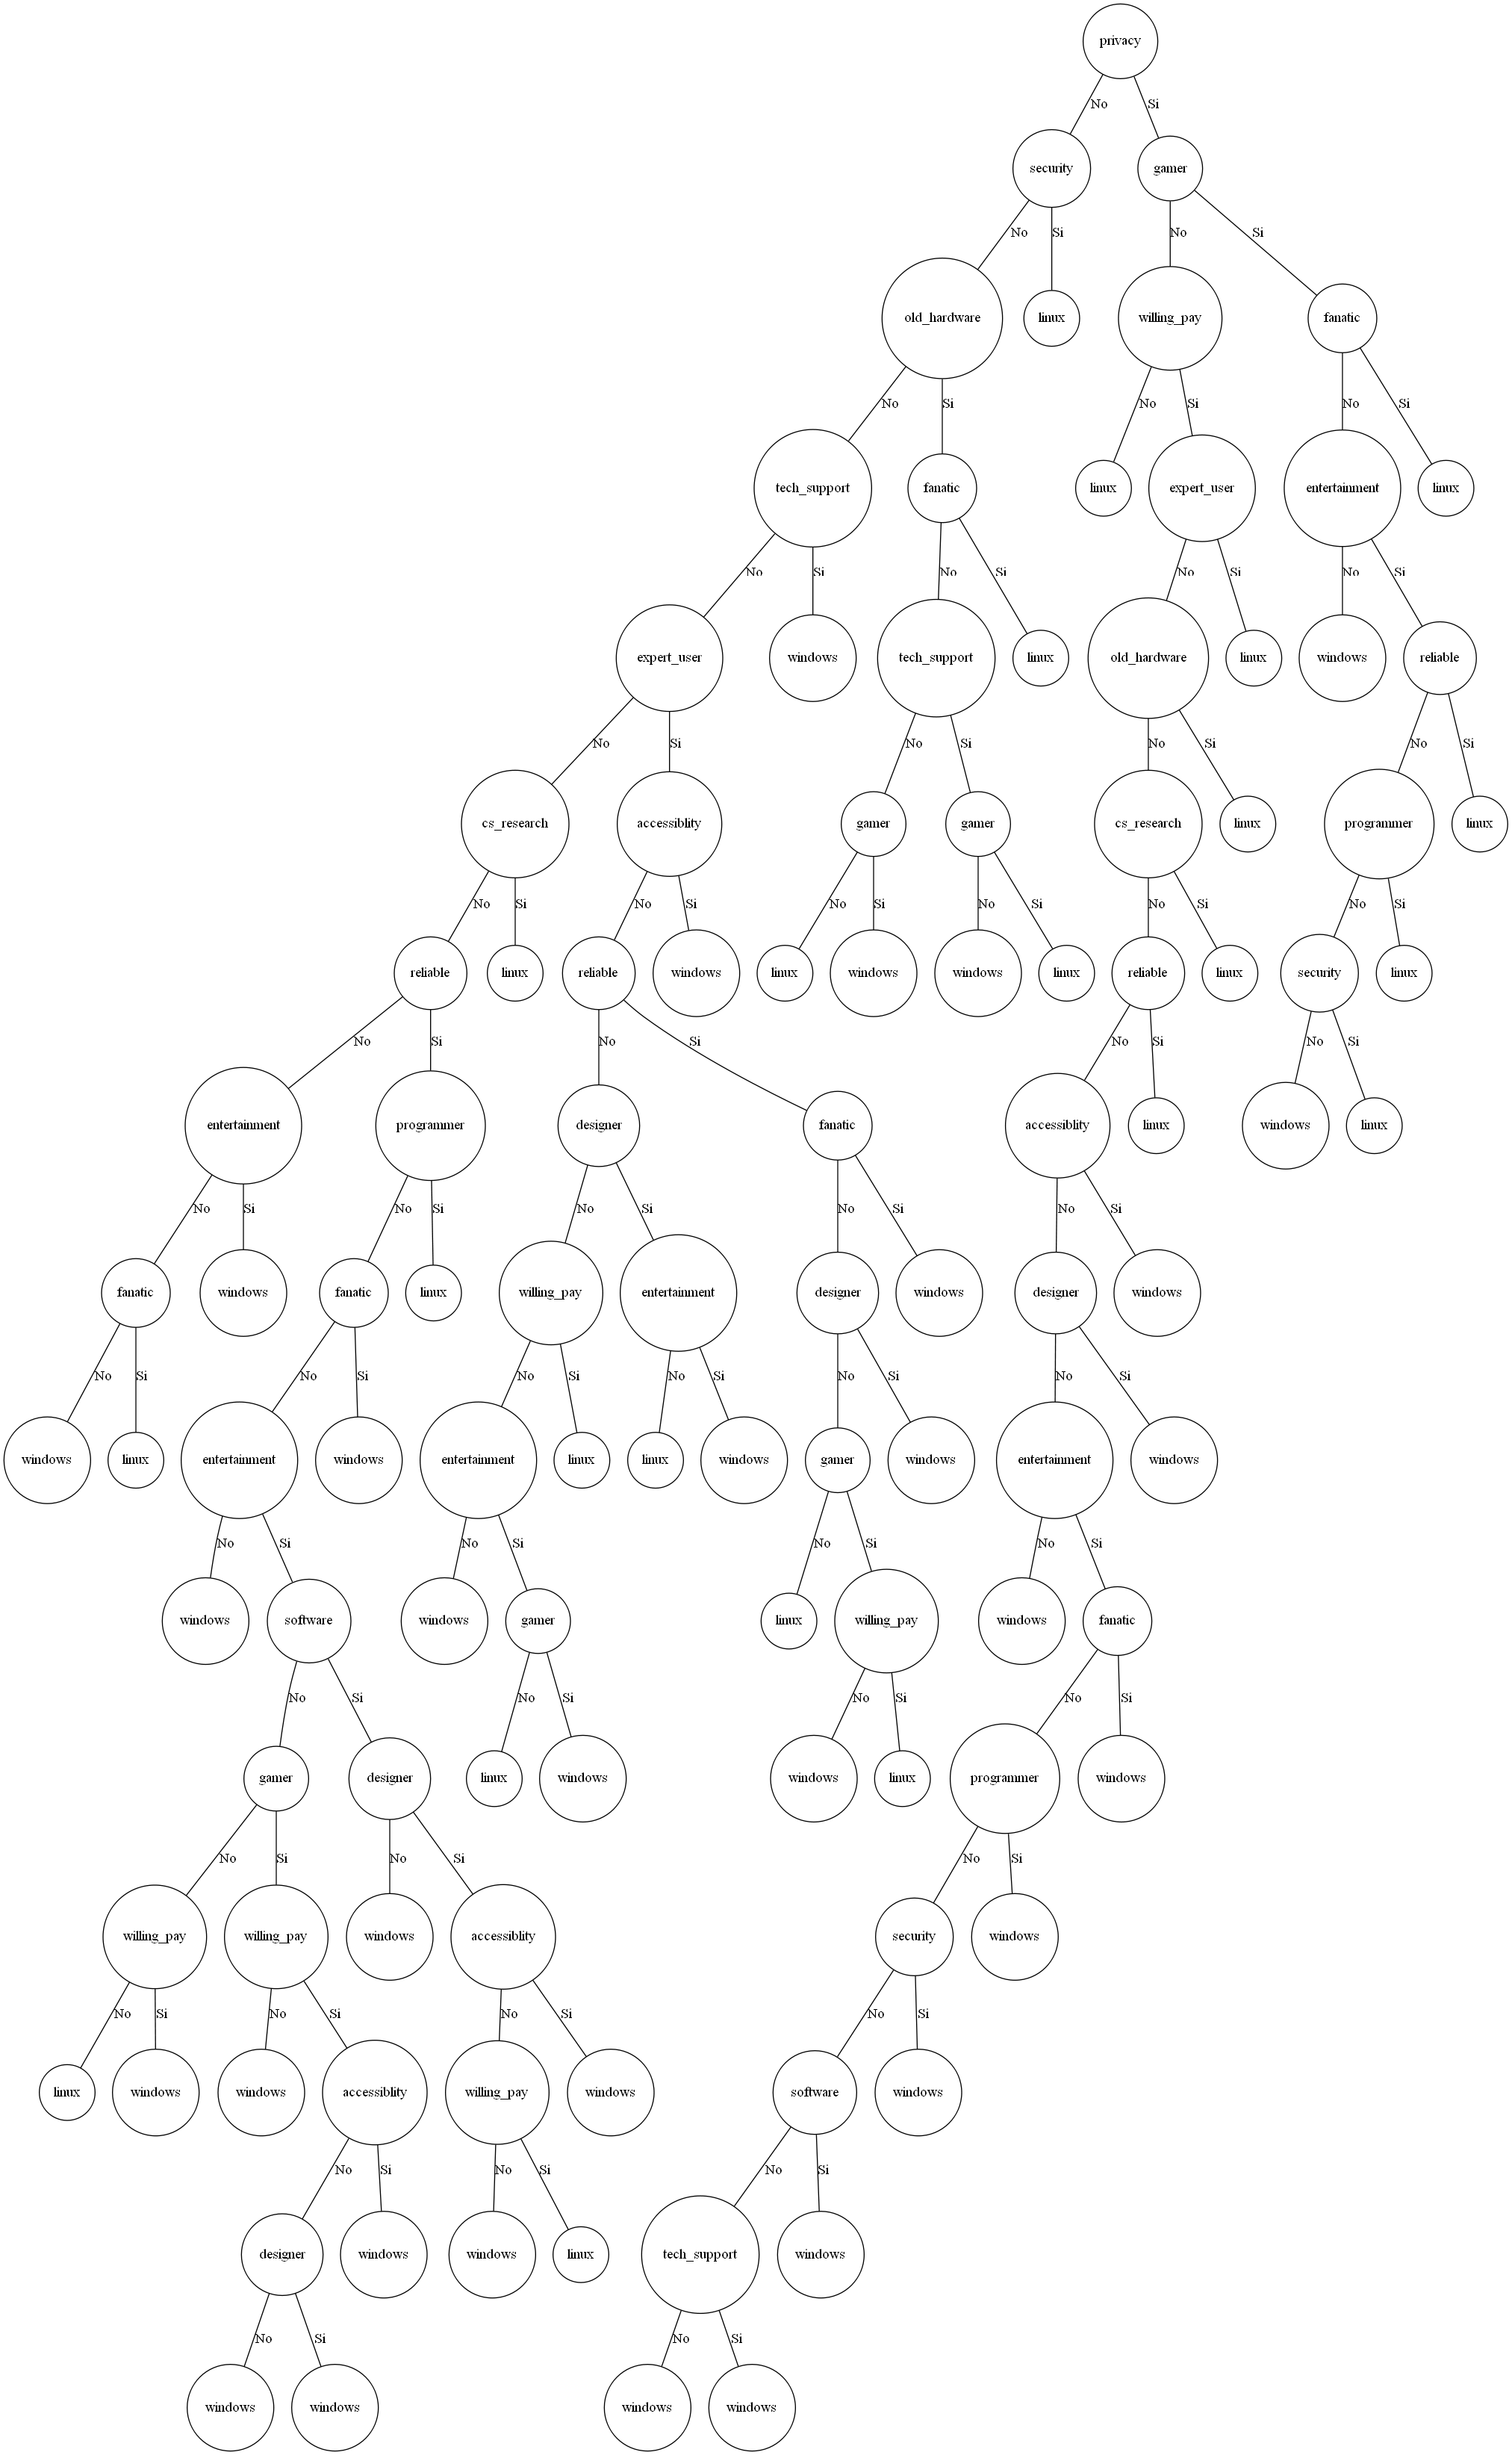 privacy
No Si
security gamer
No Si No Si
old_hardware linux willing_pay fanatic
No Si No Si No Si
tech_support fanatic linux expert_user entertainment linux
No Si No Si No Si No Si
expert_user windows tech_support linux old_hardware linux windows reliable
No Si No Si No Si No Si
cs_research accessiblity gamer gamer cs_research linux programmer linux
No Si No Si No Si No Si No Si No Si
reliable linux reliable windows linux windows windows linux reliable linux security linux
No Si No Si No Si No Si
entertainment programmer designer fanatic accessiblity linux windows linux
No Si No Si No Si No Si No Si
fanatic windows fanatic linux willing_pay entertainment designer windows designer windows
No Si No Si No Si No Si No Si No Si
windows linux entertainment windows entertainment linux linux windows gamer windows entertainment windows
No Si No Si No Si No Si
windows software windows gamer linux willing_pay windows fanatic
No Si No Si No Si No Si
gamer designer linux windows windows linux programmer windows
No Si No Si No Si
willing_pay willing_pay windows accessiblity security windows
No Si No Si No Si No Si
linux windows windows accessiblity willing_pay windows software windows
No Si No Si No Si
designer windows windows linux tech_support windows
No Si No Si
windows windows windows windows